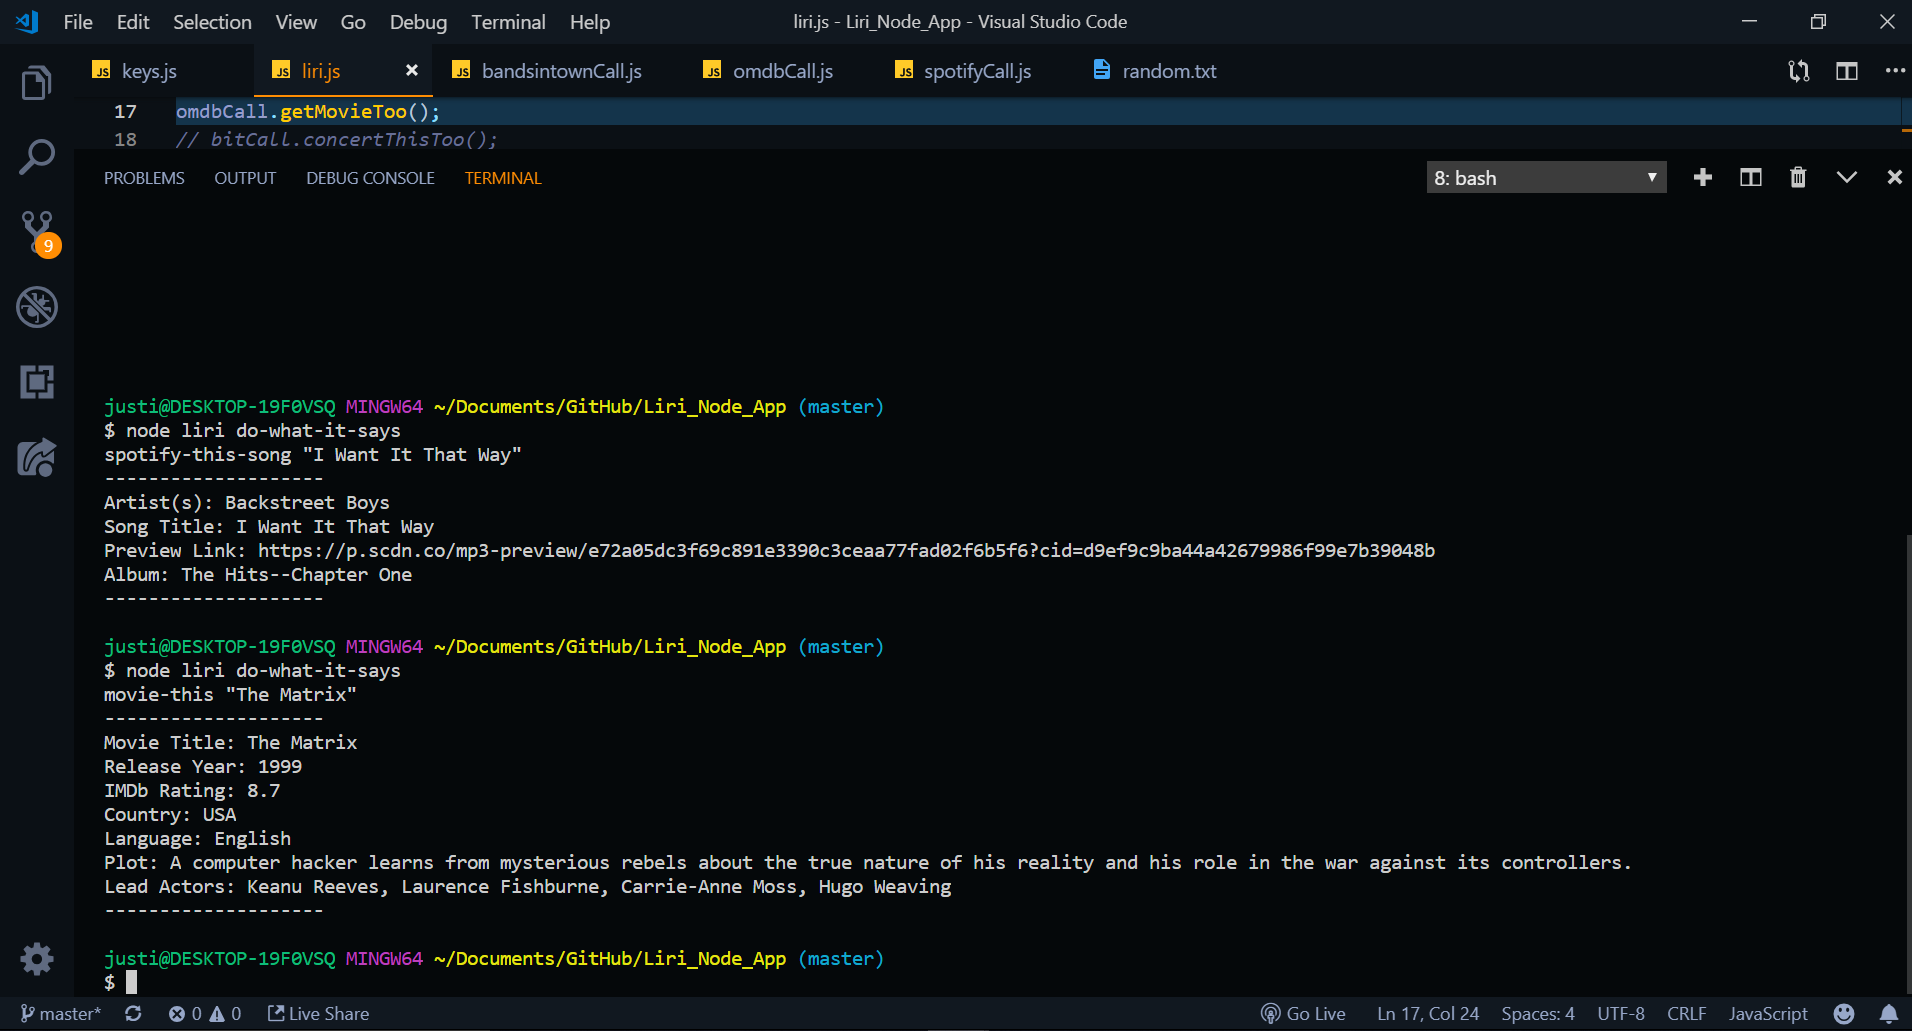 File Edit Selection View Go Debug Terminal Help liri.js - Liri_Node_App - Visual Studio Code
JS keys.js JS liri.js JS bandsintownCall.js JS omdbCall.js JS spotifyCall.js random.txt
17 omdbCall.getMovieToo();
18 // bitCall.concertThisToo();
PROBLEMS OUTPUT DEBUG CONSOLE TERMINAL 8: bash
9
justi@DESKTOP-19F0VSQ MINGW64 ~/Documents/GitHub/Liri_Node_App (master)
$ node liri do-what-it-says
spotify-this-song "I Want It That Way"
--------------------
Artist(s): Backstreet Boys
Song Title: I Want It That Way
Preview Link: https://p.scdn.co/mp3-preview/e72a05dc3f69c891e3390c3ceaa77fad02f6b5f6?cid=d9ef9c9ba44a42679986f99e7b39048b
Album: The Hits--Chapter One
--------------------
justi@DESKTOP-19F0VSQ MINGW64 ~/Documents/GitHub/Liri_Node_App (master)
$ node liri do-what-it-says
movie-this "The Matrix"
--------------------
Movie Title: The Matrix
Release Year: 1999
IMDb Rating: 8.7
Country: USA
Language: English
Plot: A computer hacker learns from mysterious rebels about the true nature of his reality and his role in the war against its controllers.
Lead Actors: Keanu Reeves, Laurence Fishburne, Carrie-Anne Moss, Hugo Weaving
--------------------
justi@DESKTOP-19F0VSQ MINGW64 ~/Documents/GitHub/Liri_Node_App (master)
$
master* 0 0 Live Share Go Live Ln 17, Col 24 Spaces: 4 UTF-8 CRLF JavaScript